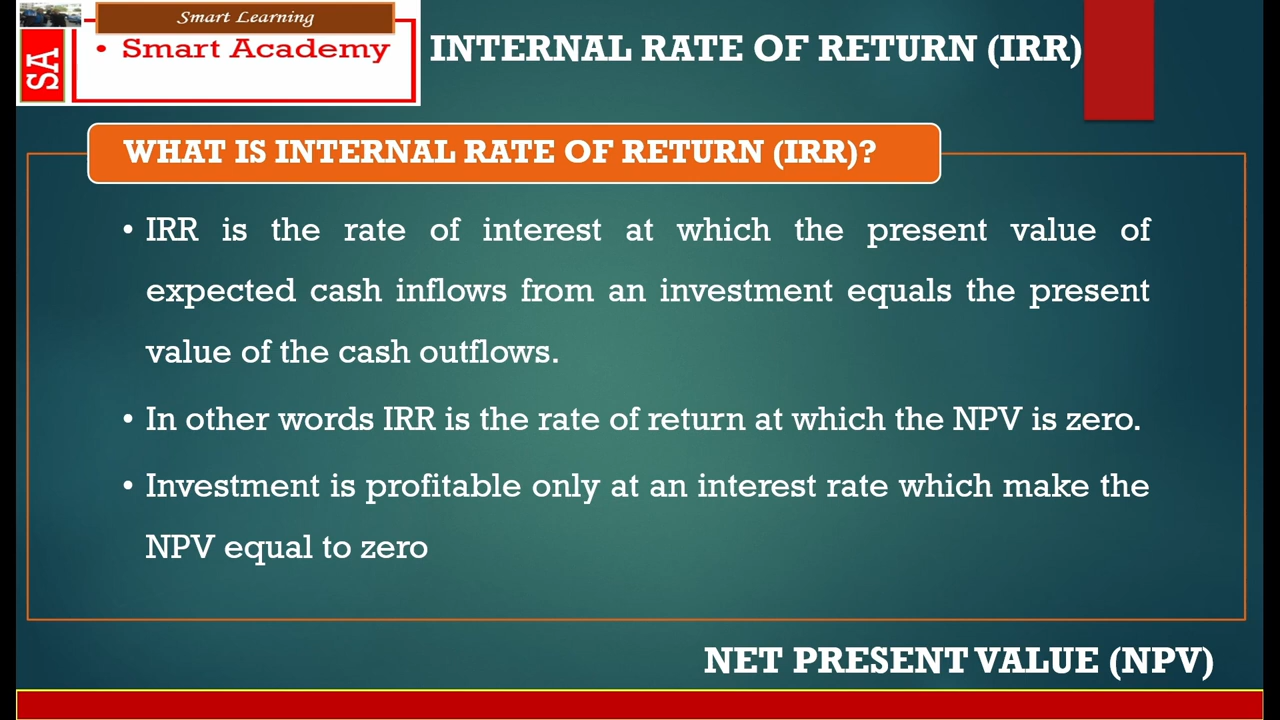 Smart Learning
SA
• Smart Academy
INTERNAL RATE OF RETURN (IRR)
WHAT IS INTERNAL RATE OF RETURN (IRR)?
• IRR is the rate of interest at which the present value of
expected cash inflows from an investment equals the present
value of the cash outflows.
• In other words IRR is the rate of return at which the NPV is zero.
• Investment is profitable only at an interest rate which make the
NPV equal to zero
NET PRESENT VALUE (NPV)